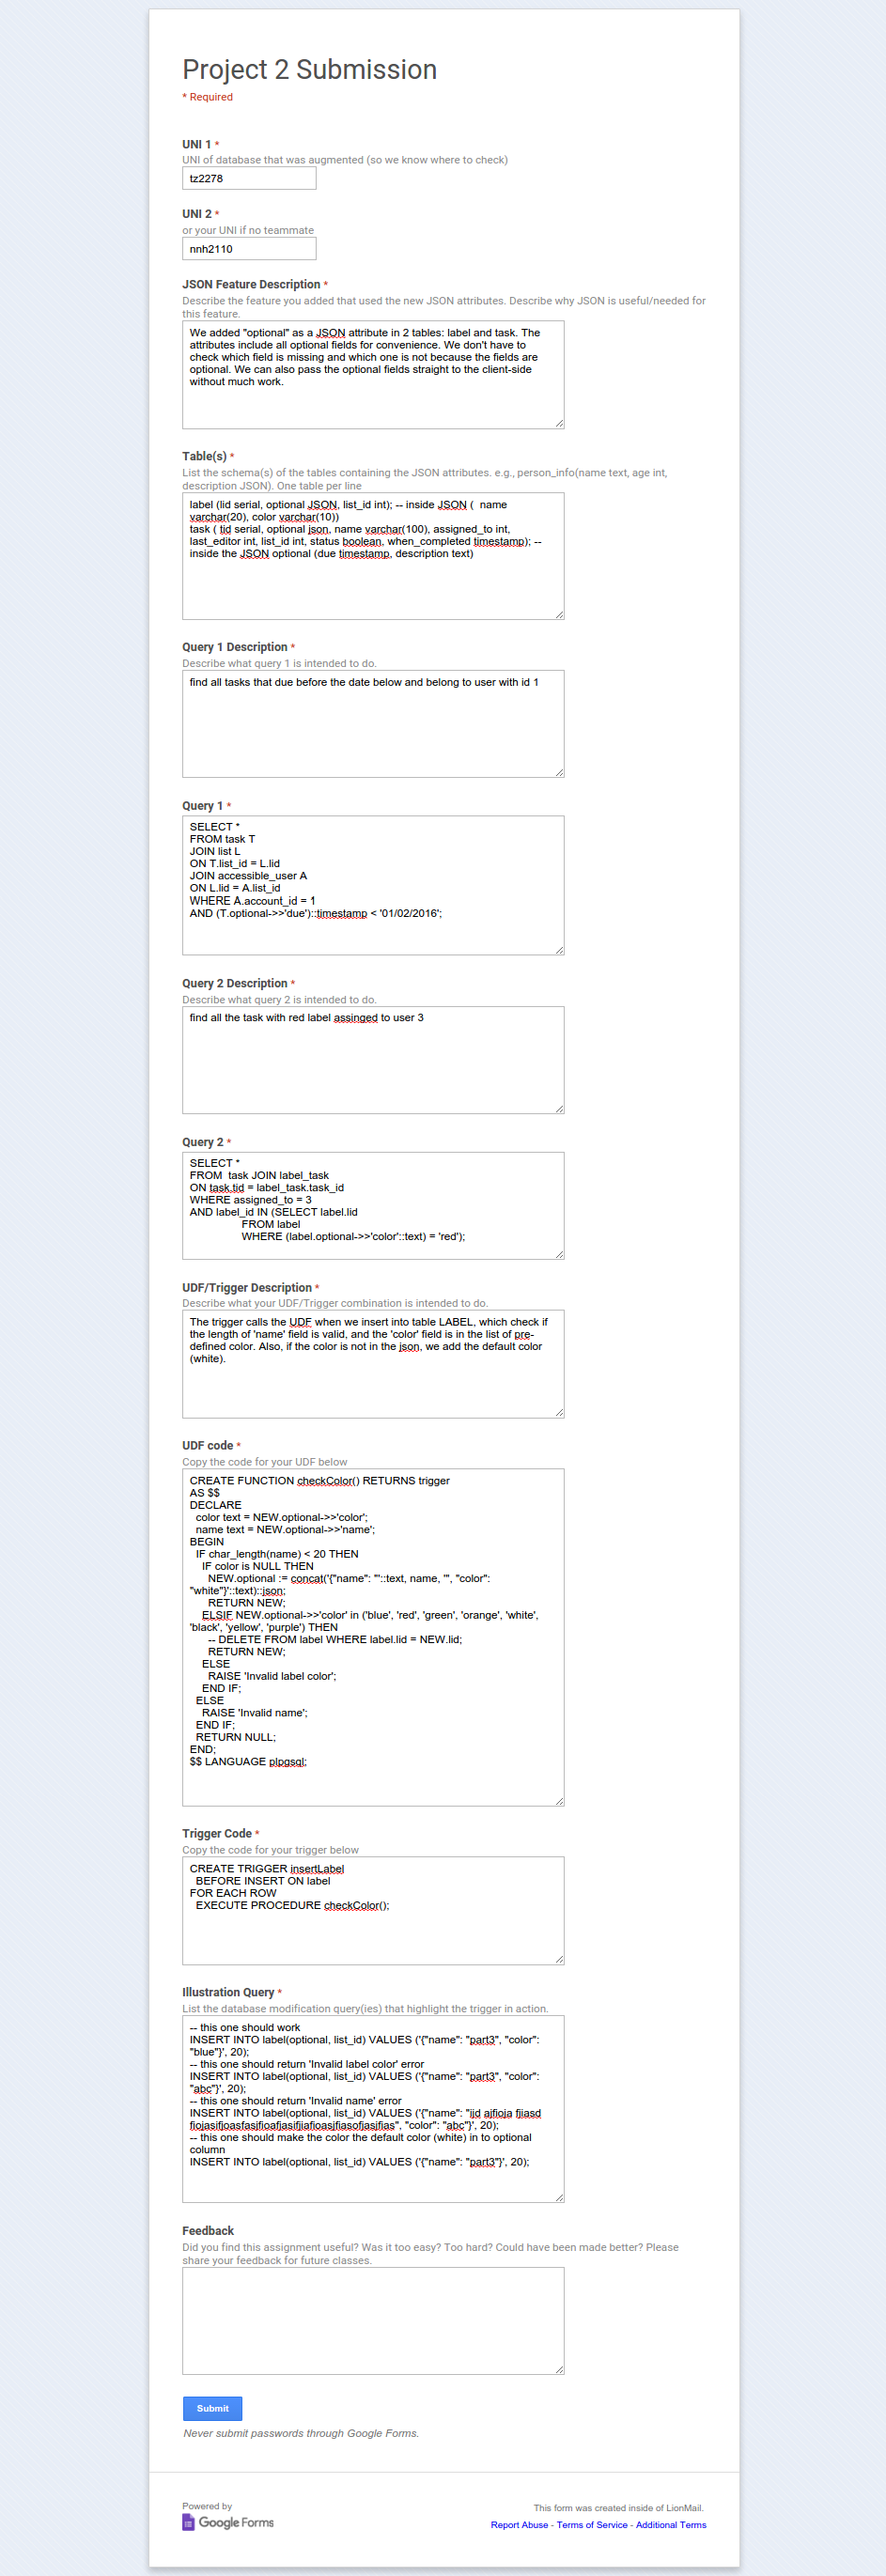 Project 2 Submission
* Required
UNI 1 *
UNI of database that was augmented (so we know where to check)
tz2278
UNI 2 *
or your UNI if no teammate
nnh2110
JSON Feature Description *
Describe the feature you added that used the new JSON attributes. Describe why JSON is useful/needed for
this feature.
We added "optional" as a JSON attribute in 2 tables: label and task. The
attributes include all optional fields for convenience. We don't have to
check which field is missing and which one is not because the fields are
optional. We can also pass the optional fields straight to the client-side
without much work.
Table(s) *
List the schema(s) of the tables containing the JSON attributes. e.g., person_info(name text, age int,
description JSON). One table per line
label (lid serial, optional JSON, list_id int); -- inside JSON (  name
varchar(20), color varchar(10))
task ( tid serial, optional json, name varchar(100), assigned_to int,
last_editor int, list_id int, status boolean, when_completed timestamp); --
inside the JSON optional (due timestamp, description text)
Query 1 Description *
Describe what query 1 is intended to do.
find all tasks that due before the date below and belong to user with id 1
Query 1 *
SELECT *
FROM task T
JOIN list L
ON T.list_id = L.lid
JOIN accessible_user A
ON L.lid = A.list_id
WHERE A.account_id = 1
AND (T.optional->>'due')::timestamp < '01/02/2016';
Query 2 Description *
Describe what query 2 is intended to do.
find all the task with red label assinged to user 3
Query 2 *
SELECT *
FROM  task JOIN label_task
ON task.tid = label_task.task_id
WHERE assigned_to = 3
AND label_id IN (SELECT label.lid
FROM label
WHERE (label.optional->>'color'::text) = 'red');
UDF/Trigger Description *
Describe what your UDF/Trigger combination is intended to do.
The trigger calls the UDF when we insert into table LABEL, which check if
the length of 'name' field is valid, and the 'color' field is in the list of pre-
defined color. Also, if the color is not in the json, we add the default color
(white).
UDF code *
Copy the code for your UDF below
CREATE FUNCTION checkColor() RETURNS trigger
AS $$
DECLARE
color text = NEW.optional->>'color';
name text = NEW.optional->>'name';
BEGIN
IF char_length(name) < 20 THEN
IF color is NULL THEN
NEW.optional := concat('{"name": "'::text, name, '", "color":
"white"}'::text)::json;
RETURN NEW;
ELSIF NEW.optional->>'color' in ('blue', 'red', 'green', 'orange', 'white',
'black', 'yellow', 'purple') THEN
-- DELETE FROM label WHERE label.lid = NEW.lid;
RETURN NEW;
ELSE
RAISE 'Invalid label color';
END IF;
ELSE
RAISE 'Invalid name';
END IF;
RETURN NULL;
END;
$$ LANGUAGE plpgsql;
Trigger Code *
Copy the code for your trigger below
CREATE TRIGGER insertLabel
BEFORE INSERT ON label
FOR EACH ROW
EXECUTE PROCEDURE checkColor();
Illustration Query *
List the database modification query(ies) that highlight the trigger in action.
-- this one should work
INSERT INTO label(optional, list_id) VALUES ('{"name": "part3", "color":
"blue"}', 20);
-- this one should return 'Invalid label color' error
INSERT INTO label(optional, list_id) VALUES ('{"name": "part3", "color":
"abc"}', 20);
-- this one should return 'Invalid name' error
INSERT INTO label(optional, list_id) VALUES ('{"name": "ijd ajfioja fjiasd
", "color": "abc"}', 20);
-- this one should make the color the default color (white) in to optional
column
INSERT INTO label(optional, list_id) VALUES ('{"name": "part3"}', 20);
Feedback
Did you find this assignment useful? Was it too easy? Too hard? Could have been made better? Please
share your feedback for future classes.
Submit
Never submit passwords through Google Forms.
Powered by
Google Forms
This form was created inside of LionMail.
Report Abuse - Terms of Service - Additional Terms